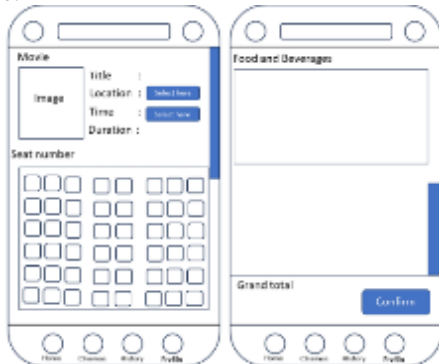 Movie
Image
Title :
Location : Select here
Time : Select here
Duration :
Seat number
Home Cinemas History Profile
Food and Beverages
Grand total
Confirm
Home Cinemas History Profile